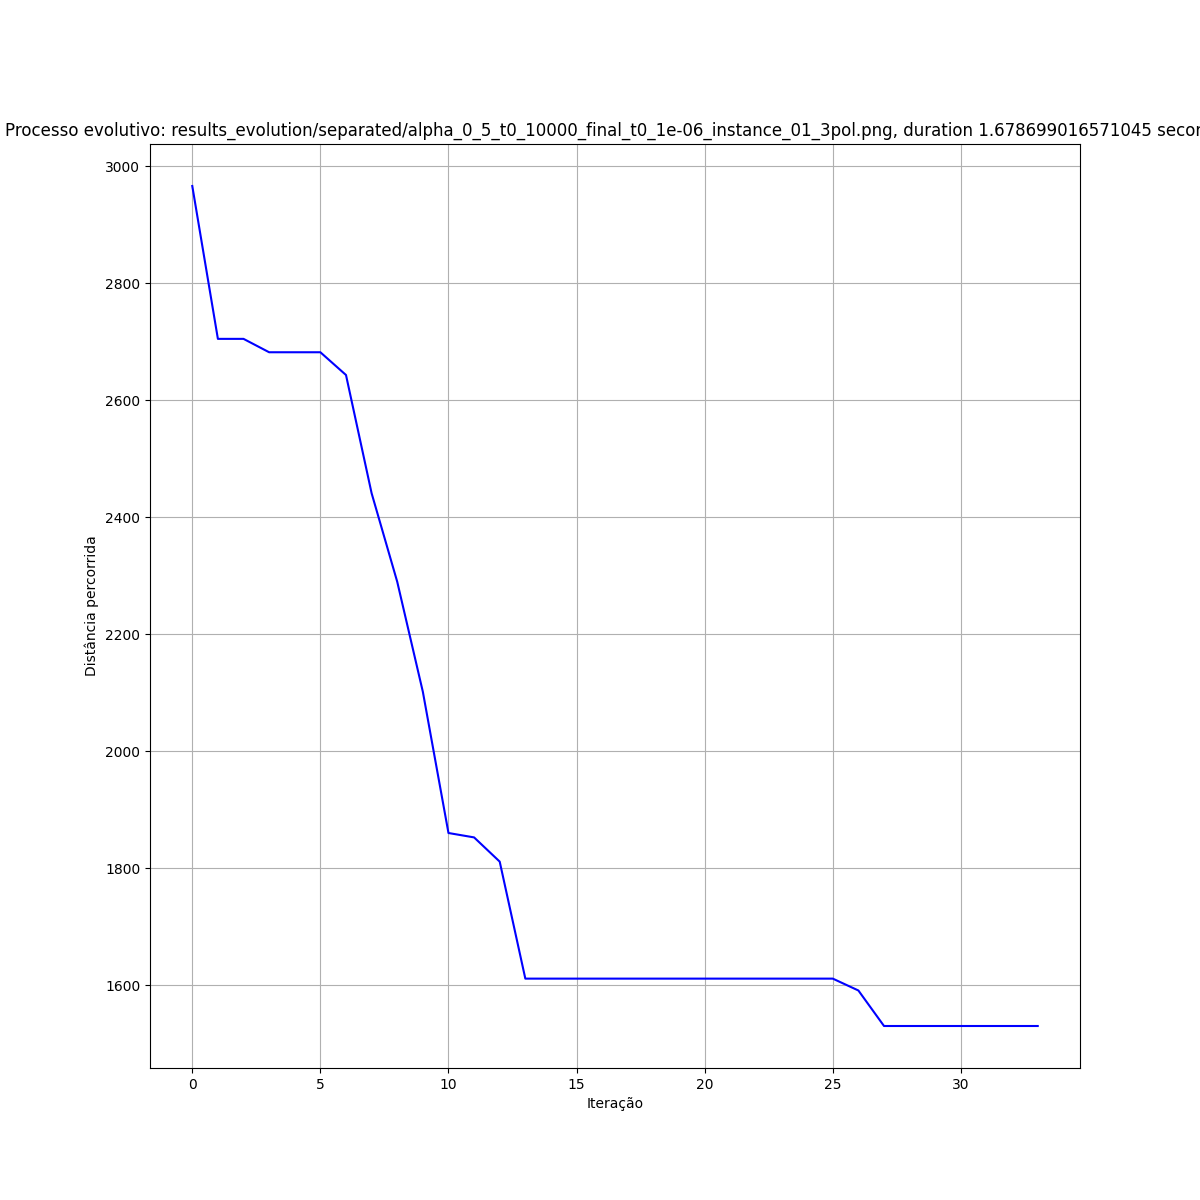 Processo evolutivo: results_evolution/separated/alpha_0_5_t0_10000_final_t0_1e-06_instance_01_3pol.png, duration 1.678699016571045 secon
3000
2800
2600
2400
2200
2000
1800
1600
Distância percorrida
0 5 10 15 20 25 30
Iteração